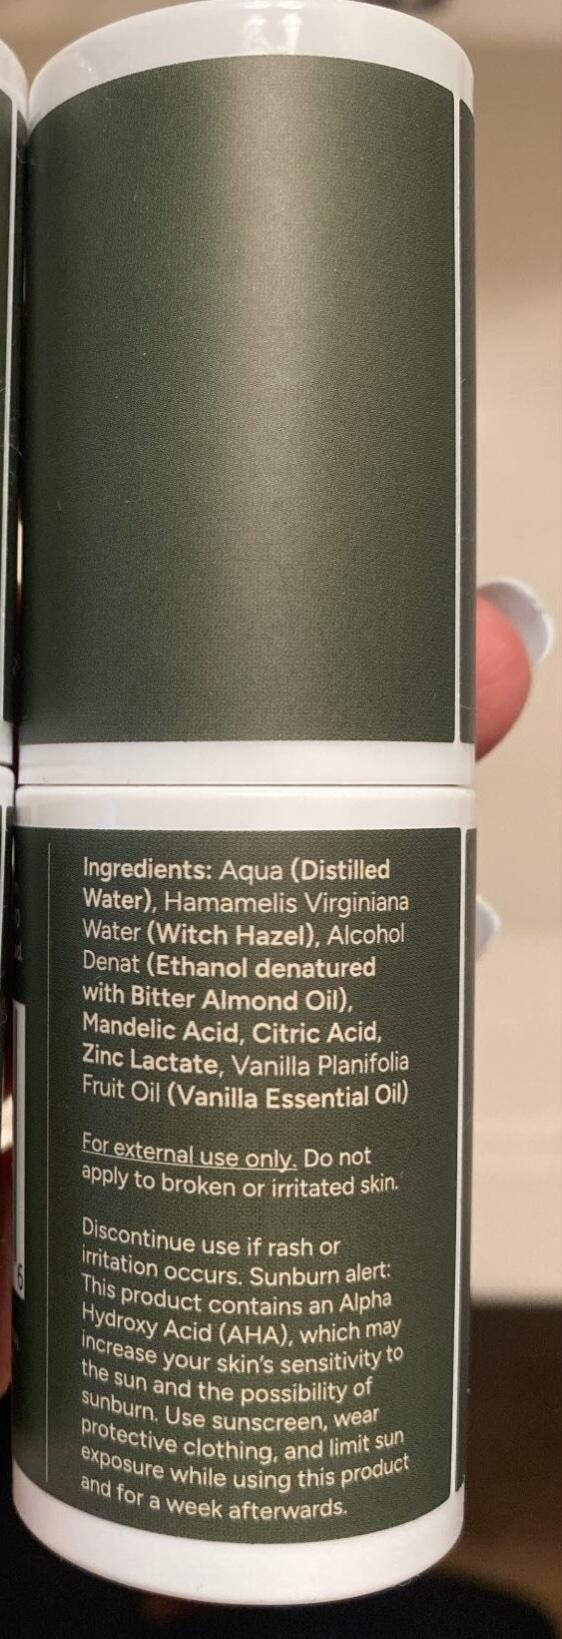 Ingredients: Aqua (Distilled
Water), Hamamelis Virginiana
Water (Witch Hazel), Alcohol
Denat (Ethanol denatured
with Bitter Almond Oil),
Mandelic Acid, Citric Acid,
Zinc Lactate, Vanilla Planifolia
Fruit Oil (Vanilla Essential Oil)
For external use only. Do not
apply to broken or irritated skin.
Discontinue use if rash or
irritation occurs. Sunburn alert:
This product contains an Alpha
Hydroxy Acid (AHA), which may
increase your skin's sensitivity to
the sun and the possibility of
sunburn. Use sunscreen, wear
protective clothing, and limit sun
exposure while using this product
and for a week afterwards.